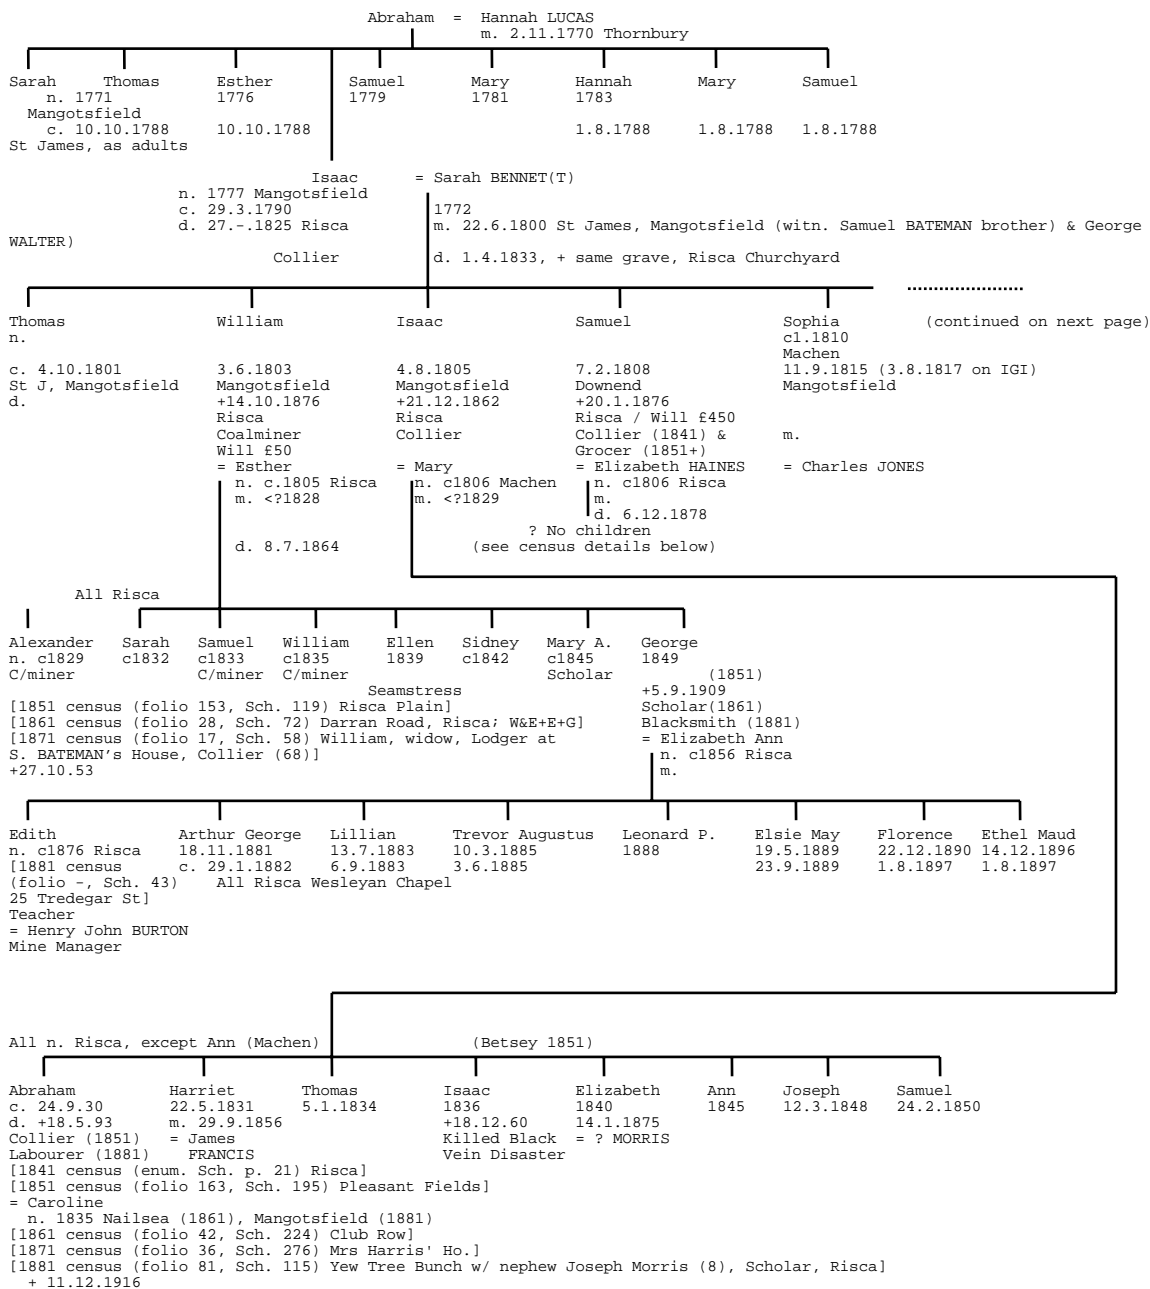 Abraham = Hannah LUCAS
m. 2.11.1770 Thornbury
Sarah Thomas Esther Samuel Mary Hannah Mary Samuel
n. 1771 1776 1779 1781 1783
Mangotsfield
c. 10.10.1788 10.10.1788 1.8.1788 1.8.1788 1.8.1788
St James, as adults
Isaac = Sarah BENNET(T)
n. 1777 Mangotsfield
c. 29.3.1790 1772
d. 27.-.1825 Risca m. 22.6.1800 St James, Mangotsfield (witn. Samuel BATEMAN brother) & George
WALTER)
Collier d. 1.4.1833, + same grave, Risca Churchyard
Thomas William Isaac Samuel Sophia (continued on next page)
n. c1.1810
Machen
c. 4.10.1801 3.6.1803 4.8.1805 7.2.1808 11.9.1815 (3.8.1817 on IGI)
St J, Mangotsfield Mangotsfield Mangotsfield Downend Mangotsfield
d. +14.10.1876 +21.12.1862 +20.1.1876
Risca Risca Risca / Will £450
Coalminer Collier Collier (1841) & m.
Will £50 Grocer (1851+)
= Esther = Mary = Elizabeth HAINES = Charles JONES
n. c.1805 Risca n. c1806 Machen n. c1806 Risca
m. <?1828 m. <?1829 m.
d. 6.12.1878
? No children
d. 8.7.1864 (see census details below)
All Risca
Alexander Sarah Samuel William Ellen Sidney Mary A. George
n. c1829 c1832 c1833 c1835 1839 c1842 c1845 1849
C/miner C/miner C/miner Scholar (1851)
Seamstress +5.9.1909
[1851 census (folio 153, Sch. 119) Risca Plain] Scholar(1861)
[1861 census (folio 28, Sch. 72) Darran Road, Risca; W&E+E+G] Blacksmith (1881)
[1871 census (folio 17, Sch. 58) William, widow, Lodger at = Elizabeth Ann
S. BATEMAN's House, Collier (68)] n. c1856 Risca
+27.10.53 m.
Edith Arthur George Lillian Trevor Augustus Leonard P. Elsie May Florence Ethel Maud
n. c1876 Risca 18.11.1881 13.7.1883 10.3.1885 1888 19.5.1889 22.12.1890 14.12.1896
[1881 census c. 29.1.1882 6.9.1883 3.6.1885 23.9.1889 1.8.1897 1.8.1897
(folio -, Sch. 43) All Risca Wesleyan Chapel
25 Tredegar St]
Teacher
= Henry John BURTON
Mine Manager
All n. Risca, except Ann (Machen) (Betsey 1851)
Abraham Harriet Thomas Isaac Elizabeth Ann Joseph Samuel
c. 24.9.30 22.5.1831 5.1.1834 1836 1840 1845 12.3.1848 24.2.1850
d. +18.5.93 m. 29.9.1856 +18.12.60 14.1.1875
Collier (1851) = James Killed Black = ? MORRIS
Labourer (1881) FRANCIS Vein Disaster
[1841 census (enum. Sch. p. 21) Risca]
[1851 census (folio 163, Sch. 195) Pleasant Fields]
= Caroline
n. 1835 Nailsea (1861), Mangotsfield (1881)
[1861 census (folio 42, Sch. 224) Club Row]
[1871 census (folio 36, Sch. 276) Mrs Harris' Ho.]
[1881 census (folio 81, Sch. 115) Yew Tree Bunch w/ nephew Joseph Morris (8), Scholar, Risca]
+ 11.12.1916